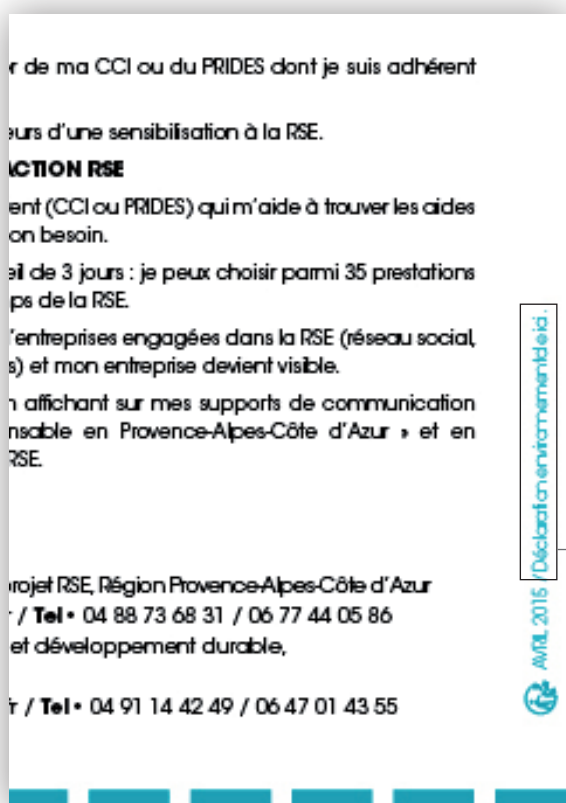 r de ma CCI ou du PRIDES dont je suis adhérent
eurs d'une sensibilisation à la RSE.
ACTION RSE
ent (CCI ou PRIDES) qui m'aide à trouver les aides
on besoin.
eil de 3 jours : je peux choisir parmi 35 prestations
ps de la RSE.
l'entreprises engagées dans la RSE (réseau social,
s) et mon entreprise devient visible.
n affichant sur mes supports de communication
nsable en Provence-Alpes-Côte d'Azur » et en
RSE.
projet RSE, Région Provence-Alpes-Côte d'Azur
r / Tel • 04 88 73 68 31 / 06 77 44 05 86
et développement durable,
fr / Tel • 04 91 14 42 49 / 06 47 01 43 55
AVRIL 2015 / Déclaration environnementale ici.